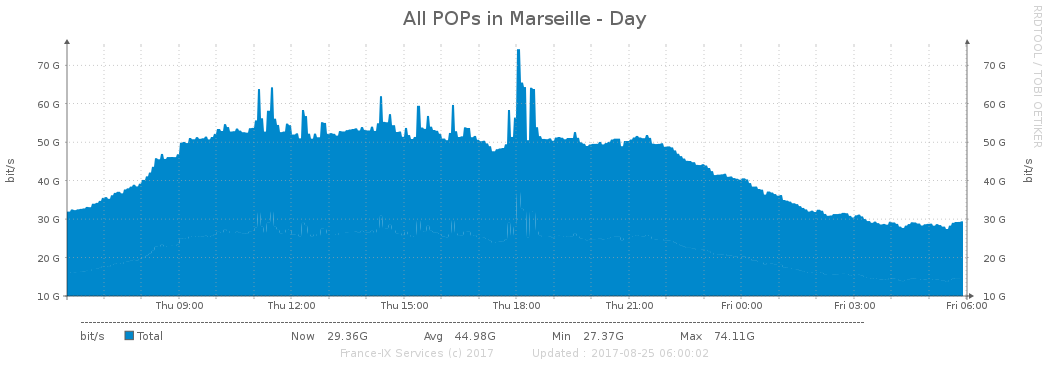 All POPs in Marseille - Day
RRDTOOL / TOBI OETIKER
bit/s
70 G
60 G
50 G
40 G
30 G
20 G
10 G
70 G
60 G
50 G
40 G
30 G
20 G
10 G
bit/s
Thu 09:00 Thu 12:00 Thu 15:00 Thu 18:00 Thu 21:00 Fri 00:00 Fri 03:00 Fri 06:00
bit/s Total Now 29.36G Avg 44.98G Min 27.37G Max 74.11G
France-IX Services (c) 2017 Updated : 2017-08-25 06:00:02